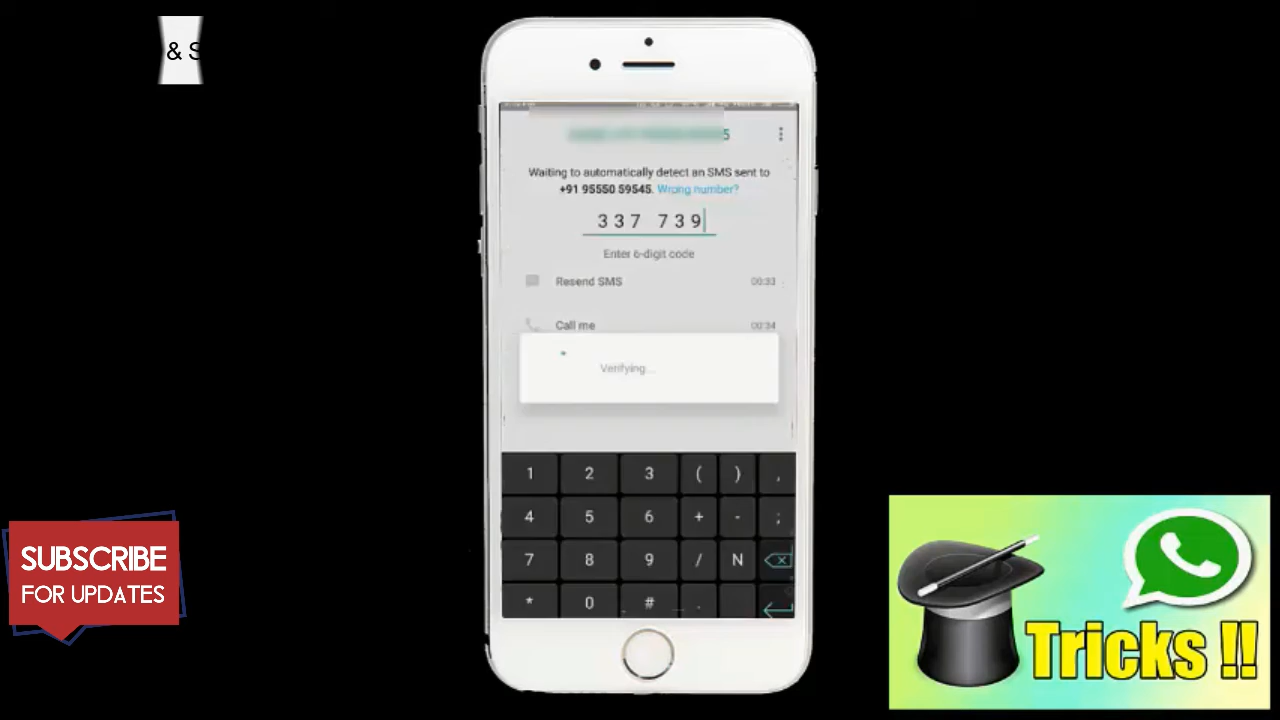 & S
5
Waiting to automatically detect an SMS sent to
+91 95550 59545. Wrong number?
337 739
Enter 6-digit code
Resend SMS 00:33
Call me 00:34
Verifying...
1 2 3 ( ) ,
4 5 6 + - ;
7 8 9 / N
* 0 # _ .
SUBSCRIBE
FOR UPDATES
Tricks !!